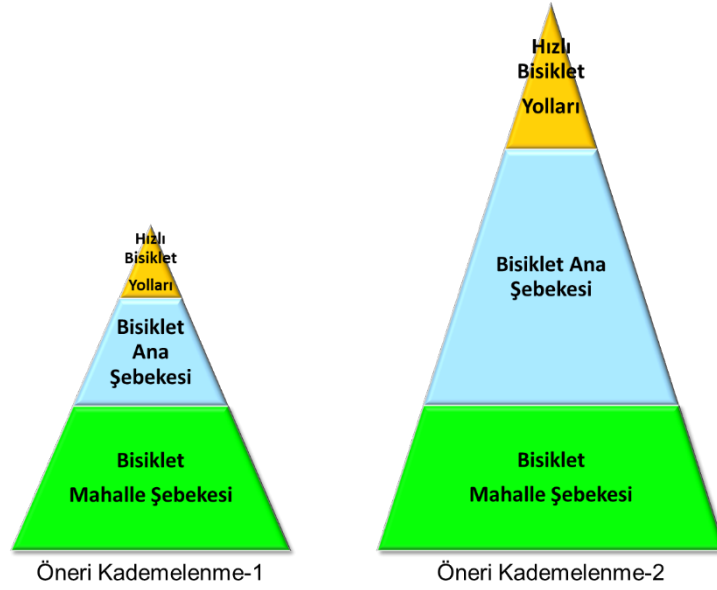 Hızlı
Bisiklet
Yolları
Bisiklet
Ana
Şebekesi
Bisiklet
Mahalle Şebekesi
Öneri Kademelenme-1
Hızlı
Bisiklet
Yolları
Bisiklet Ana
Şebekesi
Bisiklet
Mahalle Şebekesi
Öneri Kademelenme-2